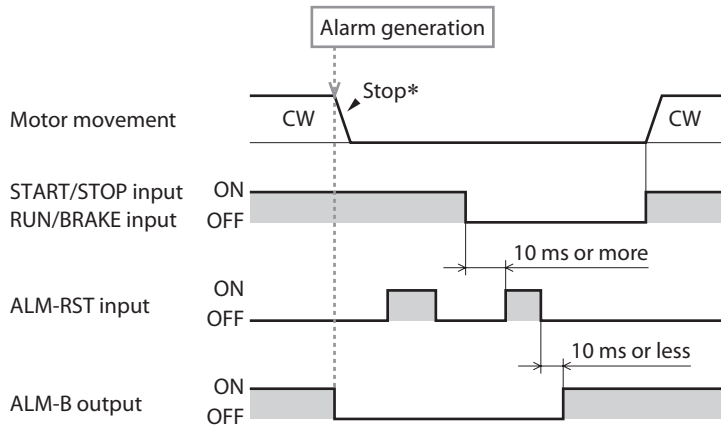 Alarm generation
Stop*
Motor movement
CW
CW
START/STOP input
RUN/BRAKE input
ON
OFF
10 ms or more
ALM-RST input
ON
OFF
10 ms or less
ALM-B output
ON
OFF